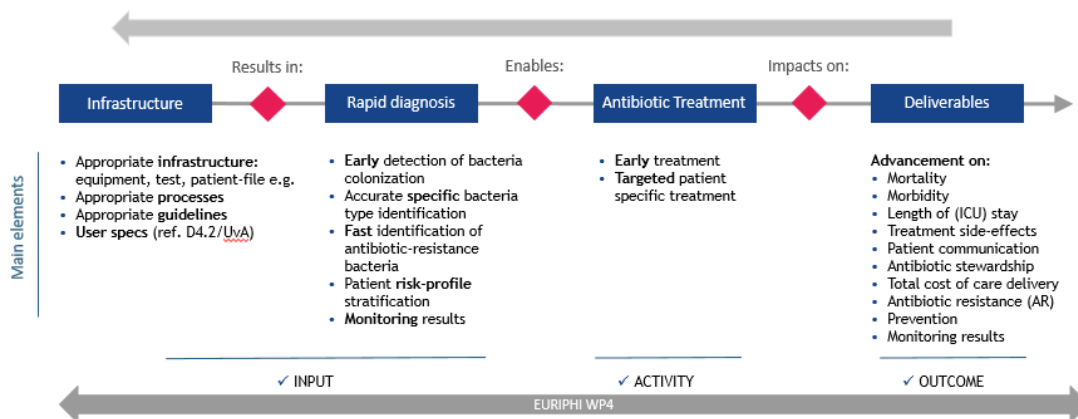 Results in:
Enables:
Impacts on:
Infrastructure
Rapid diagnosis
Antibiotic Treatment
Deliverables
Main elements
• Appropriate infrastructure:
equipment, test, patient-file e.g.
• Appropriate processes
• Appropriate guidelines
• User specs (ref. D4.2/UvA)
• Early detection of bacteria
colonization
• Accurate specific bacteria
type identification
• Fast identification of
antibiotic-resistance
bacteria
• Patient risk-profile
stratification
• Monitoring results
• Early treatment
• Targeted patient
specific treatment
Advancement on:
• Mortality
• Morbidity
• Length of (ICU) stay
• Treatment side-effects
• Patient communication
• Antibiotic stewardship
• Total cost of care delivery
• Antibiotic resistance (AR)
• Prevention
• Monitoring results
✓ INPUT
✓ ACTIVITY
✓ OUTCOME
EURIPHI WP4